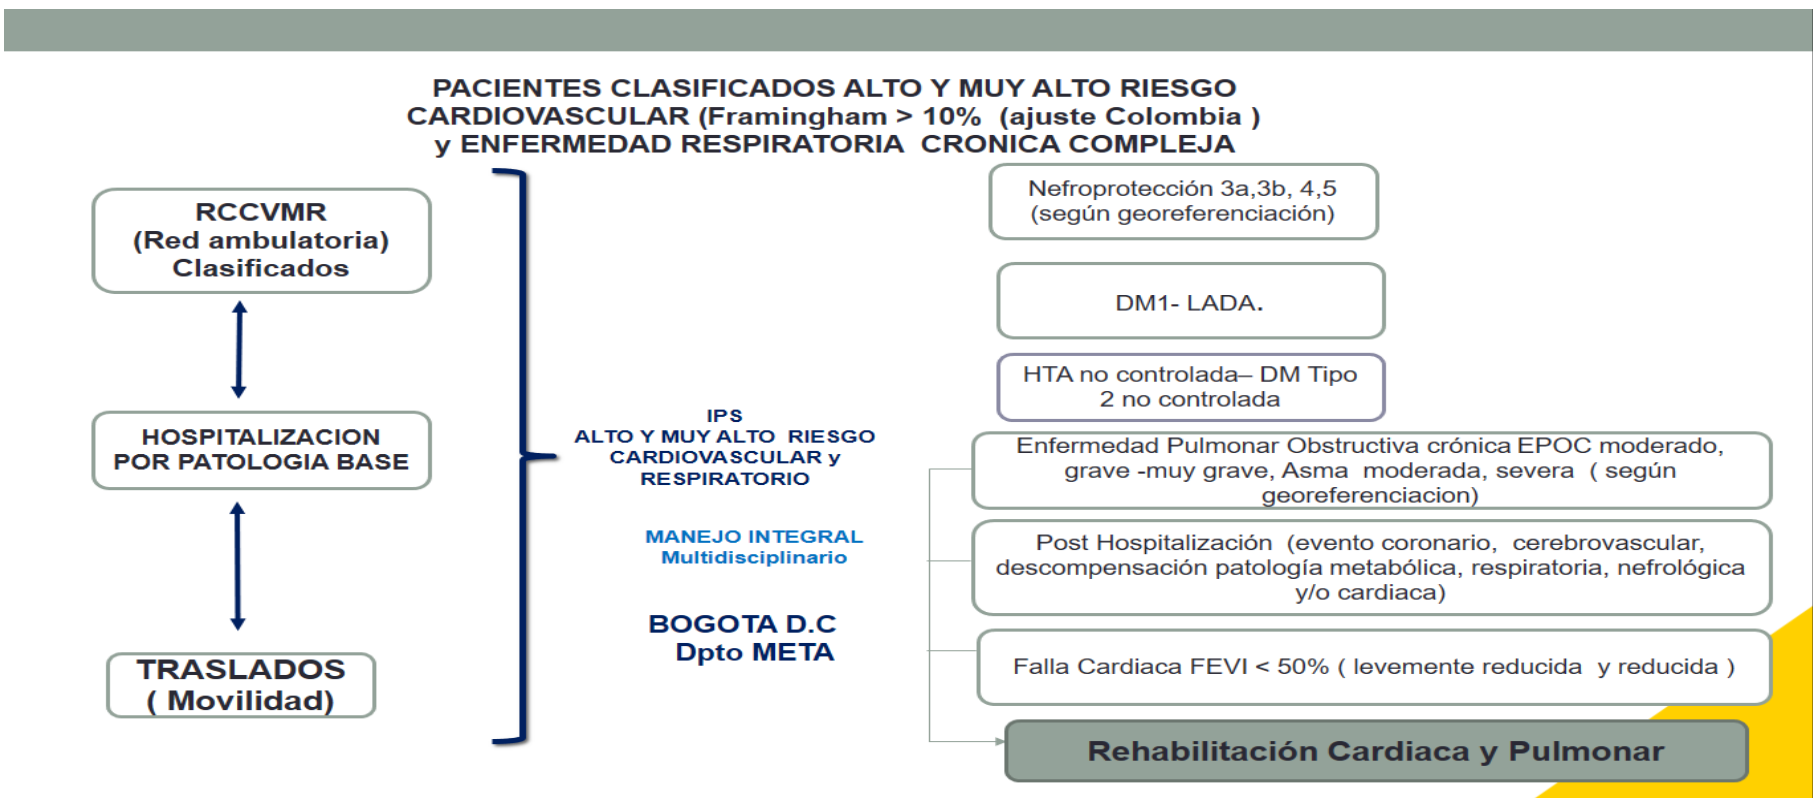 PACIENTES CLASIFICADOS ALTO Y MUY ALTO RIESGO
CARDIOVASCULAR (Framingham > 10% (ajuste Colombia )
y ENFERMEDAD RESPIRATORIA CRONICA COMPLEJA
RCCVMR
(Red ambulatoria)
Clasificados
HOSPITALIZACION
POR PATOLOGIA BASE
TRASLADOS
( Movilidad)
IPS
ALTO Y MUY ALTO RIESGO
CARDIOVASCULAR y
RESPIRATORIO
MANEJO INTEGRAL
Multidisciplinario
BOGOTA D.C
Dpto META
Nefroprotección 3a,3b, 4,5
(según georeferenciación)
DM1- LADA.
HTA no controlada– DM Tipo
2 no controlada
Enfermedad Pulmonar Obstructiva crónica EPOC moderado,
grave -muy grave, Asma moderada, severa ( según
georeferenciacion)
Post Hospitalización (evento coronario, cerebrovascular,
descompensación patología metabólica, respiratoria, nefrológica
y/o cardiaca)
Falla Cardiaca FEVI < 50% ( levemente reducida y reducida )
Rehabilitación Cardiaca y Pulmonar